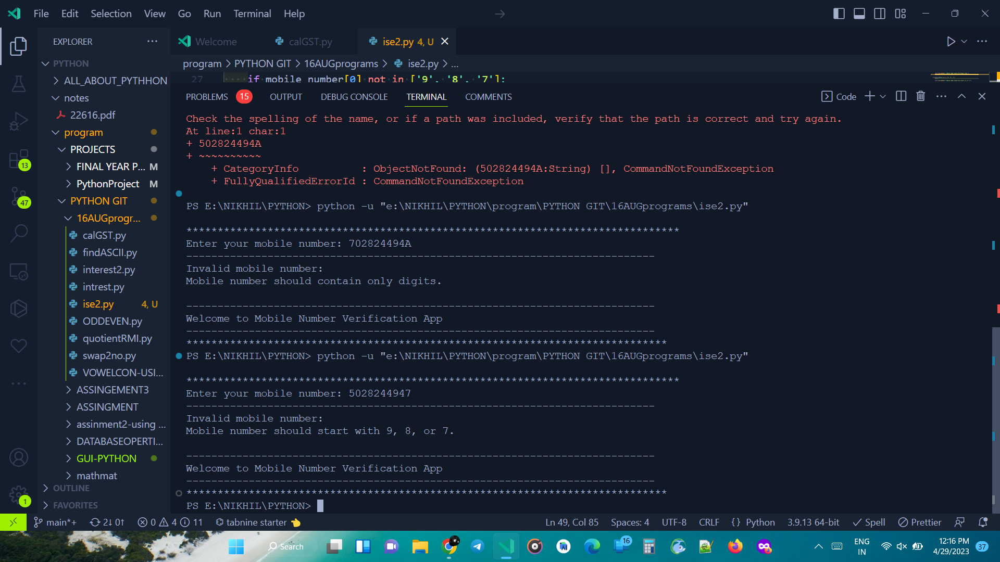 File Edit Selection View Go Run Terminal Help
EXPLORER
Welcome calGST.py ise2.py 4, U
PYTHON
ALL_ABOUT_PYTHHON
notes
22616.pdf
program
PROJECTS
FINAL YEAR P... M
PythonProject M
PYTHON GIT
16AUGprogr...
calGST.py
findASCII.py
interest2.py
intrest.py
ise2.py 4, U
ODDEVEN.py
quotientRMI.py
swap2no.py
VOWELCON-USI...
ASSINGEMENT3
ASSINGMENT
assinment2-using ...
DATABASEOPERTI...
GUI-PYTHON
mathmat
OUTLINE
FAVORITES
13
47
1
program > PYTHON GIT > 16AUGprograms > ise2.py > ...
27 if mobile_number[0] not in ['9', '8', '7']:
PROBLEMS 15 OUTPUT DEBUG CONSOLE TERMINAL COMMENTS
Code
Check the spelling of the name, or if a path was included, verify that the path is correct and try again.
At line:1 char:1
+ 502824494A
+ ~~~~~~~~~~
+ CategoryInfo : ObjectNotFound: (502824494A:String) [], CommandNotFoundException
+ FullyQualifiedErrorId : CommandNotFoundException
PS E:\NIKHIL\PYTHON> python -u "e:\NIKHIL\PYTHON\program\PYTHON GIT\16AUGprograms\ise2.py"
*******************************************************************************
Enter your mobile number: 702824494A
---------------------------------------------------------------------------
Invalid mobile number:
Mobile number should contain only digits.
---------------------------------------------------------------------------
Welcome to Mobile Number Verification App
---------------------------------------------------------------------------
*****************************************************************************
PS E:\NIKHIL\PYTHON> python -u "e:\NIKHIL\PYTHON\program\PYTHON GIT\16AUGprograms\ise2.py"
*******************************************************************************
Enter your mobile number: 5028244947
---------------------------------------------------------------------------
Invalid mobile number:
Mobile number should start with 9, 8, or 7.
---------------------------------------------------------------------------
Welcome to Mobile Number Verification App
---------------------------------------------------------------------------
*****************************************************************************
PS E:\NIKHIL\PYTHON>
main*+ 2↓ 0↑ 0 4 11 tabnine starter Ln 49, Col 85 Spaces: 4 UTF-8 CRLF {} Python 3.9.13 64-bit Spell Prettier
Search
16
ENG
IN
12:16 PM
4/29/2023
37